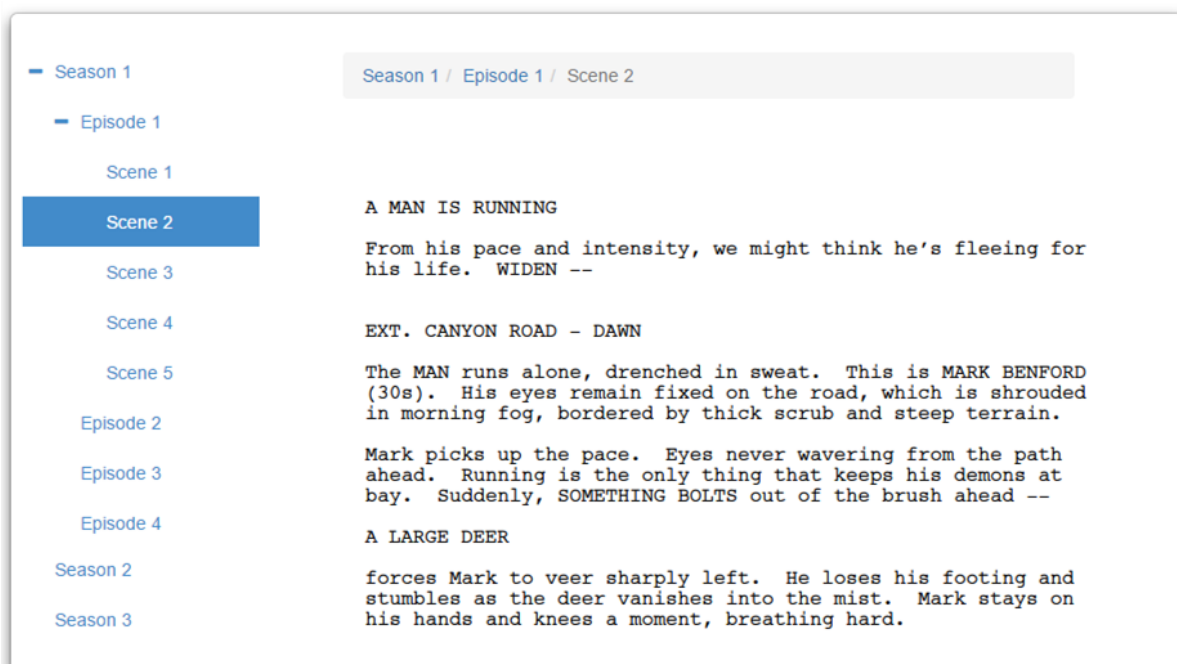 Season 1
Episode 1
Scene 1
Scene 2
Scene 3
Scene 4
Scene 5
Episode 2
Episode 3
Episode 4
Season 2
Season 3
Season 1 / Episode 1 / Scene 2
A MAN IS RUNNING
From his pace and intensity, we might think he's fleeing for
his life.  WIDEN --
EXT. CANYON ROAD - DAWN
The MAN runs alone, drenched in sweat.  This is MARK BENFORD
(30s).  His eyes remain fixed on the road, which is shrouded
in morning fog, bordered by thick scrub and steep terrain.
Mark picks up the pace.  Eyes never wavering from the path
ahead.  Running is the only thing that keeps his demons at
bay.  Suddenly, SOMETHING BOLTS out of the brush ahead --
A LARGE DEER
forces Mark to veer sharply left.  He loses his footing and
stumbles as the deer vanishes into the mist.  Mark stays on
his hands and knees a moment, breathing hard.